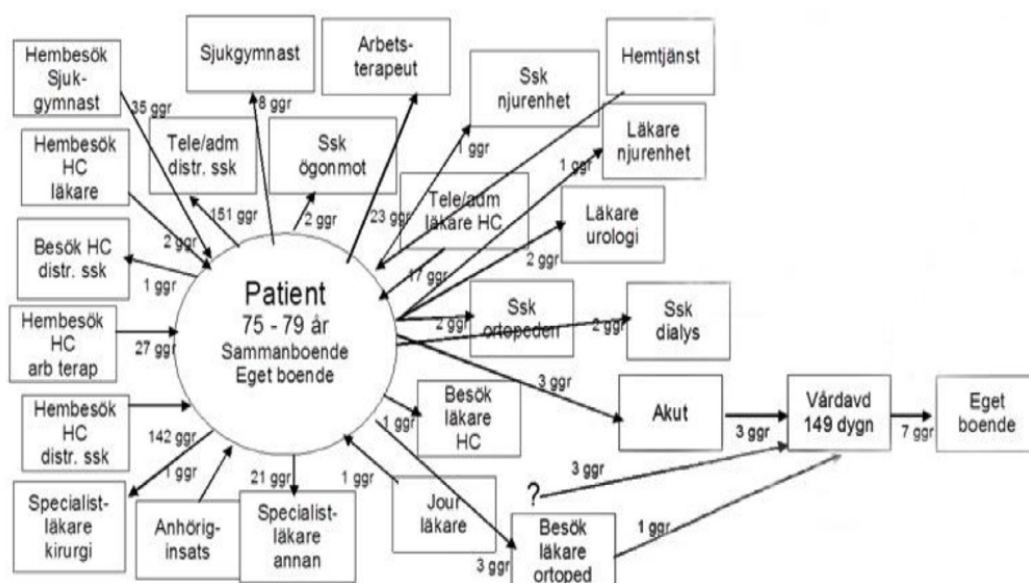 Hembesök
Sjuk-
gymnast
35 ggr
Sjukgymnast
8 ggr
Arbets-
terapeut
23 ggr
Ssk
njurenhet
1 ggr
Hemtjänst
Hembesök
HC
läkare
2 ggr
Tele/adm
distr. ssk
151 ggr
Ssk
ögonmot
2 ggr
Tele/adm
läkare HC
17 ggr
Läkare
njurenhet
1 ggr
Läkare
urologi
2 ggr
Besök HC
distr. ssk
1 ggr
Patient
75 - 79 år
Sammanboende
Eget boende
Hembesök
HC
arb terap
27 ggr
Ssk
ortopeden
2 ggr
Ssk
dialys
2 ggr
Hembesök
HC
distr. ssk
142 ggr
Besök
läkare
HC
1 ggr
3 ggr
Akut
3 ggr
Vårdavd
149 dygn
7 ggr
Eget
boende
Specialist-
läkare
kirurgi
1 ggr
Anhörig-
insats
Specialist-
läkare
annan
21 ggr
Jour
läkare
1 ggr
?
3 ggr
Besök
läkare
ortoped
3 ggr
1 ggr